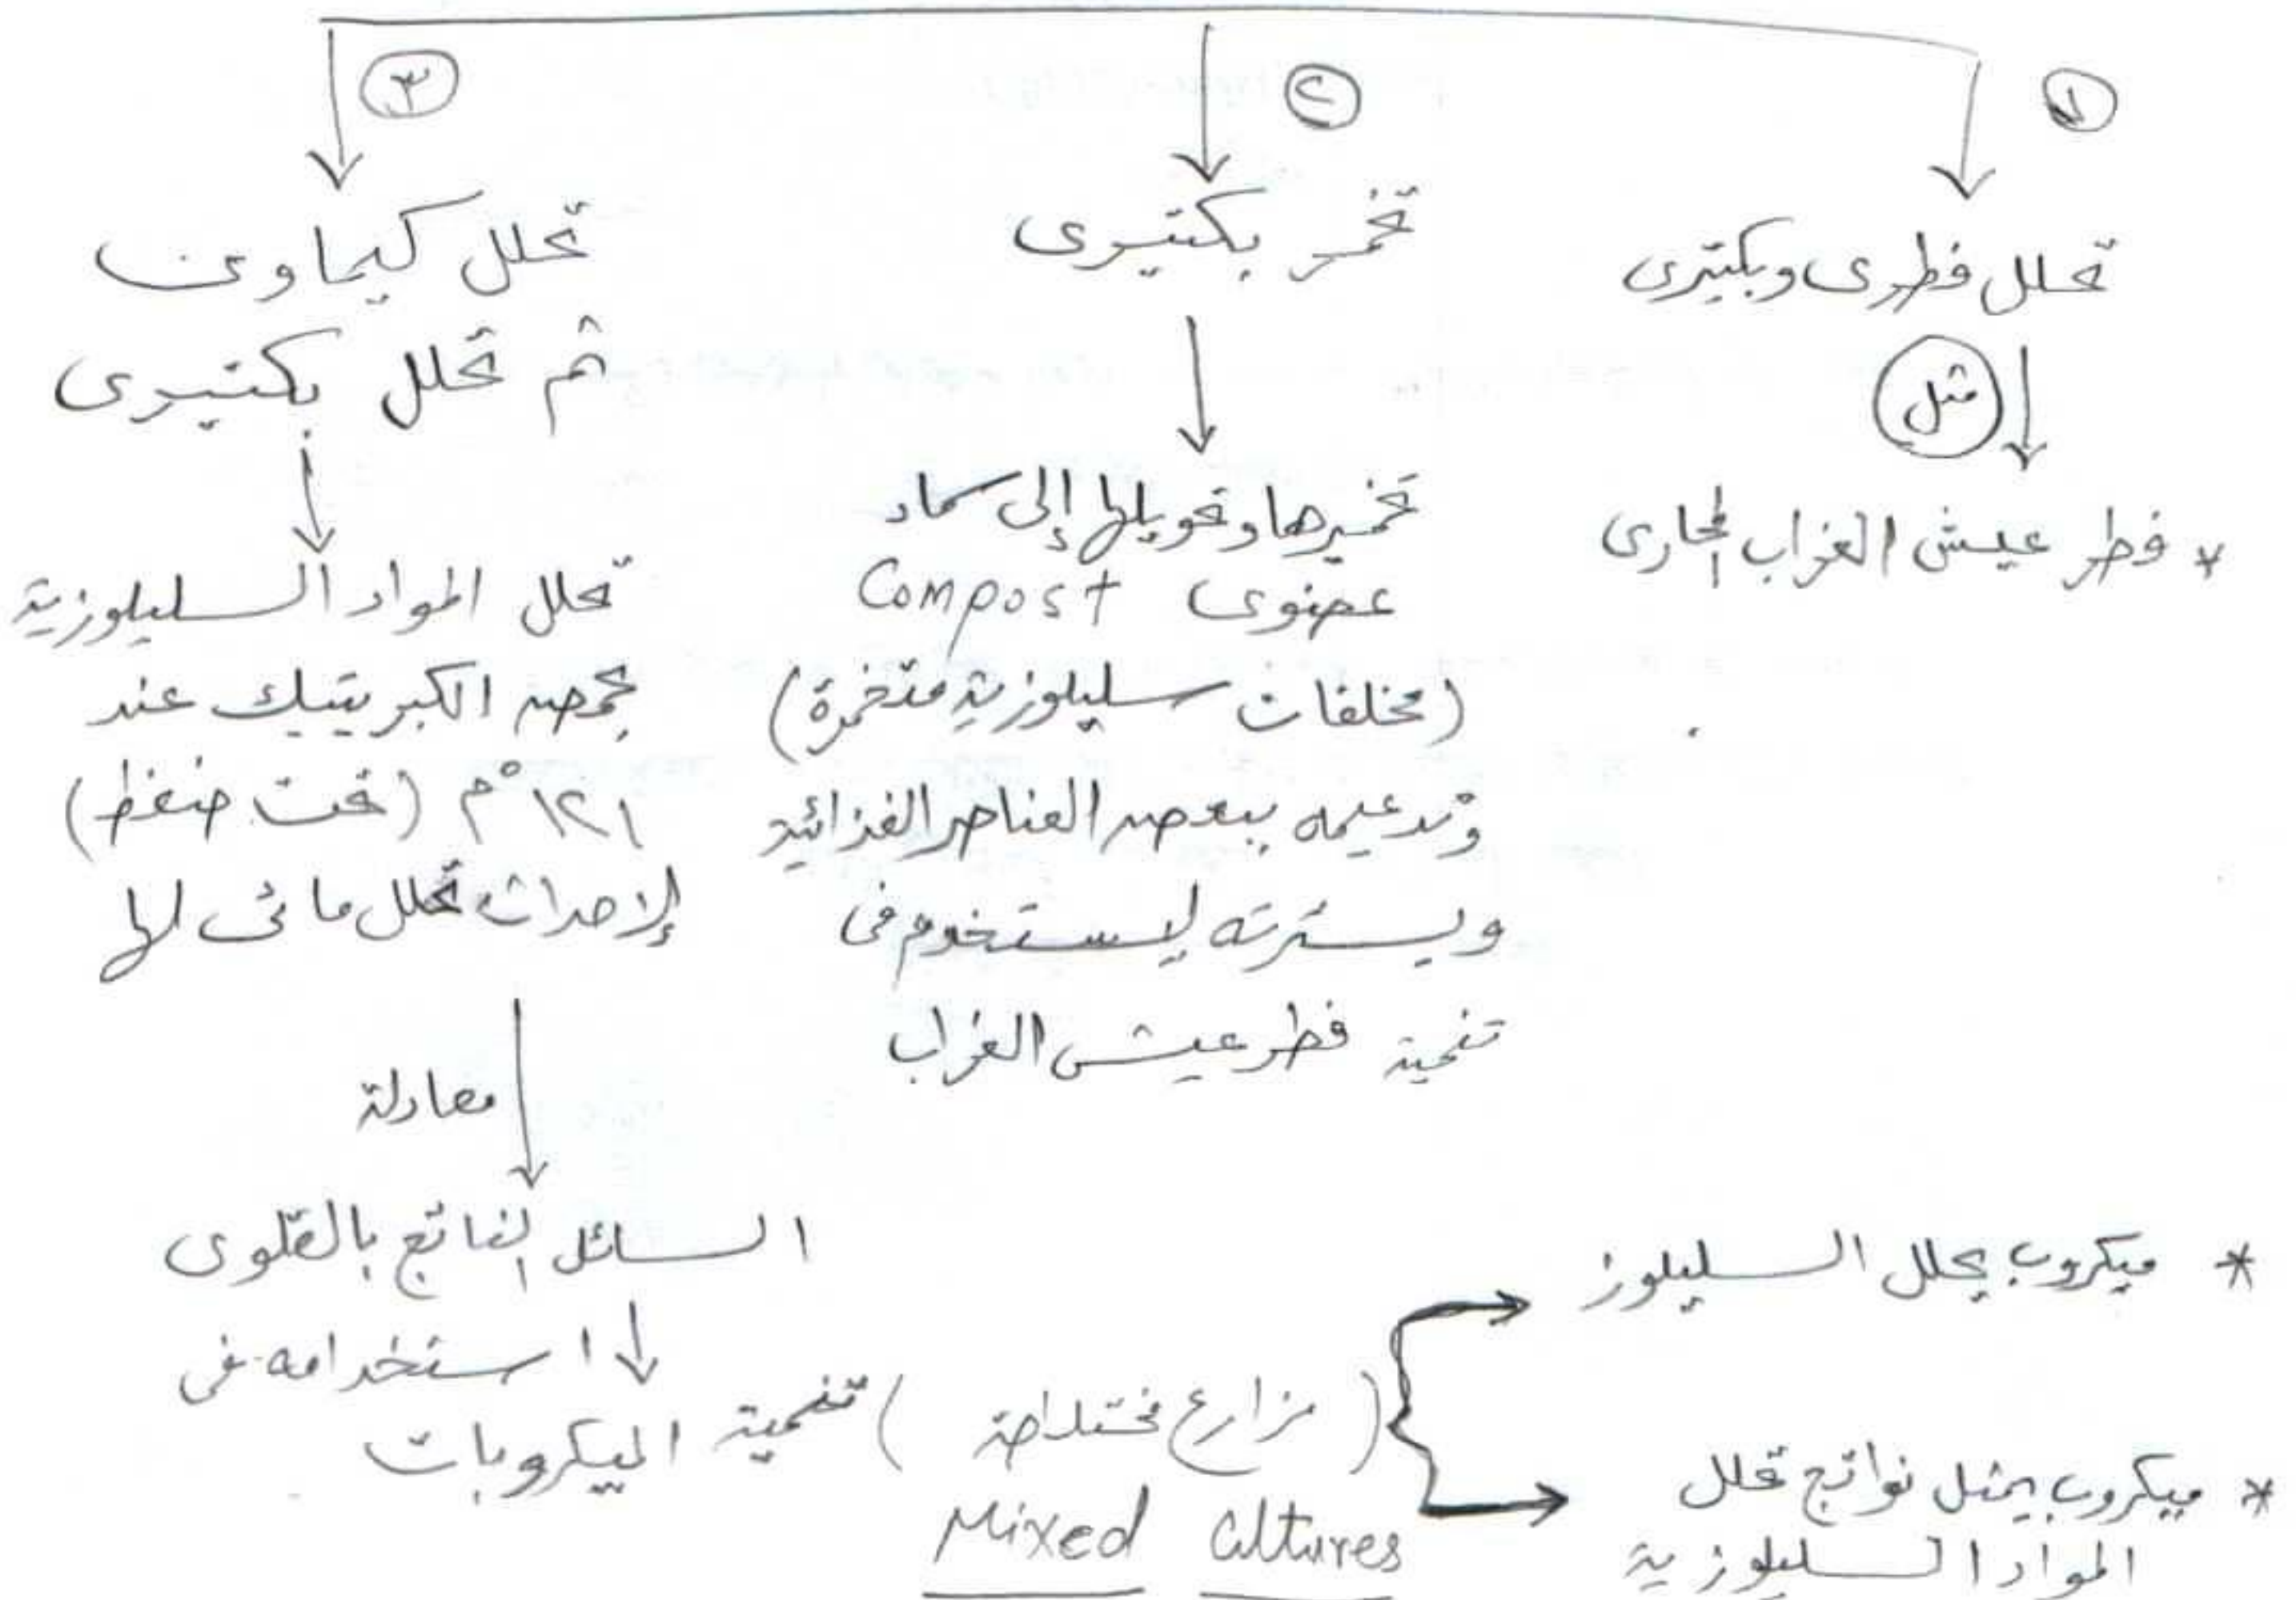 ١
تحلل فطرى وبكتيرى
مثل
* فطر عيش الغراب المحارى
٢
تخمر بكتيرى
تخميرها وتحويلها إلى سماد
عضوى Compost
(مخلفات سليلوزية متخمرة)
وتدعيمه ببعض العناصر الغذائية
وبسترته ليستخدم فى
تنمية فطر عيش الغراب
٣
تحلل كيماوى
ثم تحلل بكتيرى
تحلل المواد السليلوزية
بحمض الكبريتيك عند
١٢١°م (تحت ضغط)
لإحداث تحلل مائى لها
معادلة
السائل الناتج بالقلوى
استخدامه فى
تنمية الميكروبات
(مزارع مختلطة)
Mixed Cultures
* ميكروب يحلل السليلوز
* ميكروب يمثل نواتج تحلل
المواد السليلوزية